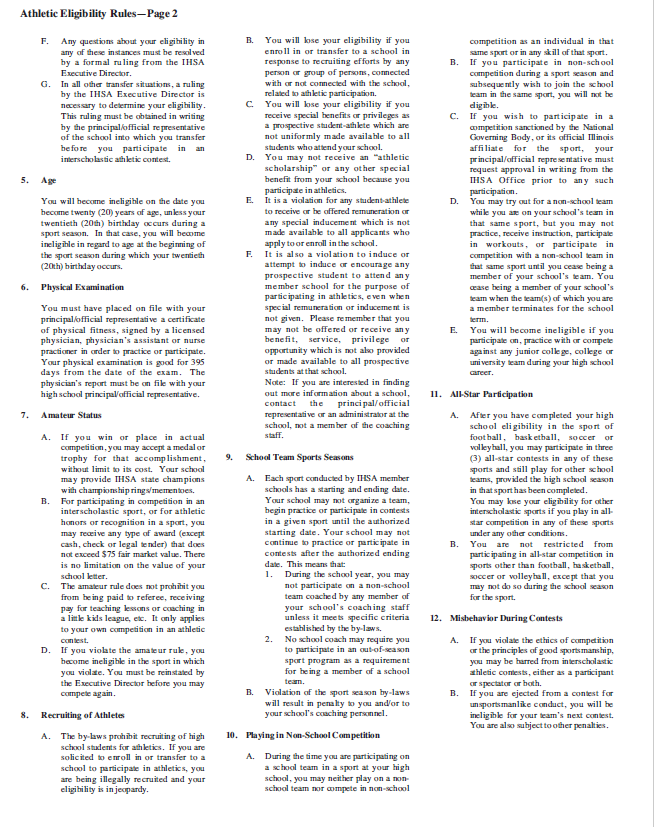 Athletic Eligibility Rules—Page 2
F. Any questions about your eligibility in
any of these instances must be resolved
by a formal ruling from the IHSA
Executive Director.
G. In all other transfer situations, a ruling
by the IHSA Executive Director is
necessary to determine your eligibility.
This ruling must be obtained in writing
by the principal/official representative
of the school into which you transfer
before you participate in an
interscholastic athletic contest.
5. Age
You will become ineligible on the date you
become twenty (20) years of age, unless your
twentieth (20th) birthday occurs during a
sport season. In that case, you will become
ineligible in regard to age at the beginning of
the sport season during which your twentieth
(20th) birthday occurs.
6. Physical Examination
You must have placed on file with your
principal/official representative a certificate
of physical fitness, signed by a licensed
physician, physician's assistant or nurse
practioner in order to practice or participate.
Your physical examination is good for 395
days from the date of the exam. The
physician's report must be on file with your
high school principal/official representative.
7. Amateur Status
A. If you win or place in actual
competition, you may accept a medal or
trophy for that accomplishment,
without limit to its cost. Your school
may provide IHSA state champions
with championship rings/mementoes.
B. For participating in competition in an
interscholastic sport, or for athletic
honors or recognition in a sport, you
may receive any type of award (except
cash, check or legal tender) that does
not exceed $75 fair market value. There
is no limitation on the value of your
school letter.
C. The amateur rule does not prohibit you
from being paid to referee, receiving
pay for teaching lessons or coaching in
a little kids league, etc. It only applies
to your own competition in an athletic
contest.
D. If you violate the amateur rule, you
become ineligible in the sport in which
you violate. You must be reinstated by
the Executive Director before you may
compete again.
8. Recruiting of Athletes
A. The by-laws prohibit recruiting of high
school students for athletics. If you are
solicited to enroll in or transfer to a
school to participate in athletics, you
are being illegally recruited and your
eligibility is in jeopardy.
B. You will lose your eligibility if you
enroll in or transfer to a school in
response to recruiting efforts by any
person or group of persons, connected
with or not connected with the school,
related to athletic participation.
C. You will lose your eligibility if you
receive special benefits or privileges as
a prospective student-athlete which are
not uniformly made available to all
students who attend your school.
D. You may not receive an "athletic
scholarship" or any other special
benefit from your school because you
participate in athletics.
E. It is a violation for any student-athlete
to receive or be offered remuneration or
any special inducement which is not
made available to all applicants who
apply to or enroll in the school.
F. It is also a violation to induce or
attempt to induce or encourage any
prospective student to attend any
member school for the purpose of
participating in athletics, even when
special remuneration or inducement is
not given. Please remember that you
may not be offered or receive any
benefit, service, privilege or
opportunity which is not also provided
or made available to all prospective
students at that school.
Note: If you are interested in finding
out more information about a school,
contact the principal/official
representative or an administrator at the
school, not a member of the coaching
staff.
9. School Team Sports Seasons
A. Each sport conducted by IHSA member
schools has a starting and ending date.
Your school may not organize a team,
begin practice or participate in contests
in a given sport until the authorized
starting date. Your school may not
continue to practice or participate in
contests after the authorized ending
date. This means that:
1. During the school year, you may
not participate on a non-school
team coached by any member of
your school's coaching staff
unless it meets specific criteria
established by the by-laws.
2. No school coach may require you
to participate in an out-of-season
sport program as a requirement
for being a member of a school
team.
B. Violation of the sport season by-laws
will result in penalty to you and/or to
your school's coaching personnel.
10. Playing in Non-School Competition
A. During the time you are participating on
a school team in a sport at your high
school, you may neither play on a non-
school team nor compete in non-school
competition as an individual in that
same sport or in any skill of that sport.
B. If you participate in non-school
competition during a sport season and
subsequently wish to join the school
team in the same sport, you will not be
eligible.
C. If you wish to participate in a
competition sanctioned by the National
Governing Body, or its official Illinois
affiliate for the sport, your
principal/official representative must
request approval in writing from the
IHSA Office prior to any such
participation.
D. You may try out for a non-school team
while you are on your school's team in
that same sport, but you may not
practice, receive instruction, participate
in workouts, or participate in
competition with a non-school team in
that same sport until you cease being a
member of your school's team. You
cease being a member of your school's
team when the team(s) of which you are
a member terminates for the school
term.
E. You will become ineligible if you
participate on, practice with or compete
against any junior college, college or
university team during your high school
career.
11. All-Star Participation
A. After you have completed your high
school eligibility in the sport of
football, basketball, soccer or
volleyball, you may participate in three
(3) all-star contests in any of these
sports and still play for other school
teams, provided the high school season
in that sport has been completed.
You may lose your eligibility for other
interscholastic sports if you play in all-
star competition in any of these sports
under any other conditions.
B. You are not restricted from
participating in all-star competition in
sports other than football, basketball,
soccer or volleyball, except that you
may not do so during the school season
for the sport.
12. Misbehavior During Contests
A. If you violate the ethics of competition
or the principles of good sportsmanship,
you may be barred from interscholastic
athletic contests, either as a participant
or spectator or both.
B. If you are ejected from a contest for
unsportsmanlike conduct, you will be
ineligible for your team's next contest.
You are also subject to other penalties.